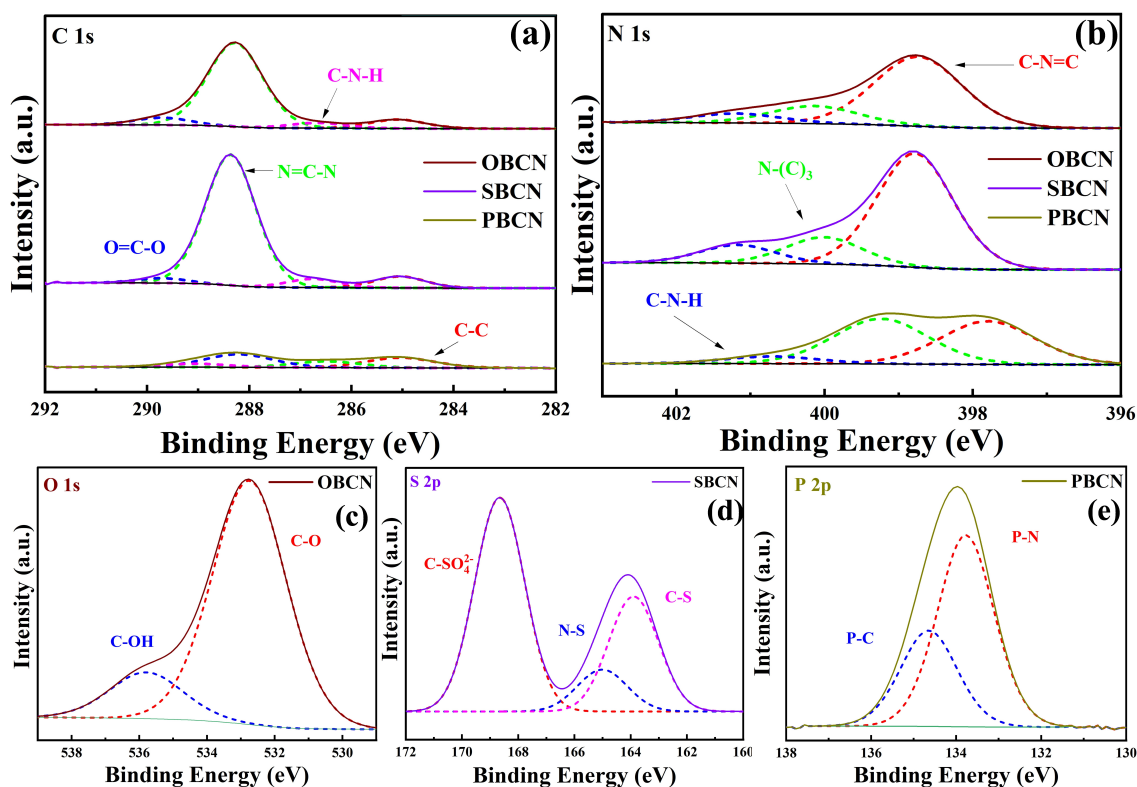 C 1s
(a)
C-N-H
OBCN
SBCN
PBCN
N=C-N
O=C-O
C-C
292 290 288 286 284 282
Binding Energy (eV)
Intensity (a.u.)
N 1s
(b)
C-N=C
OBCN
SBCN
PBCN
N-(C)₃
C-N-H
402 400 398 396
Binding Energy (eV)
Intensity (a.u.)
O 1s
OBCN
(c)
C-O
C-OH
538 536 534 532 530
Binding Energy (eV)
Intensity (a.u.)
S 2p
SBCN
(d)
C-SO₄²⁻
C-S
N-S
172 170 168 166 164 162 160
Binding Energy (eV)
Intensity (a.u.)
P 2p
PBCN
(e)
P-N
P-C
138 136 134 132 130
Binding Energy (eV)
Intensity (a.u.)